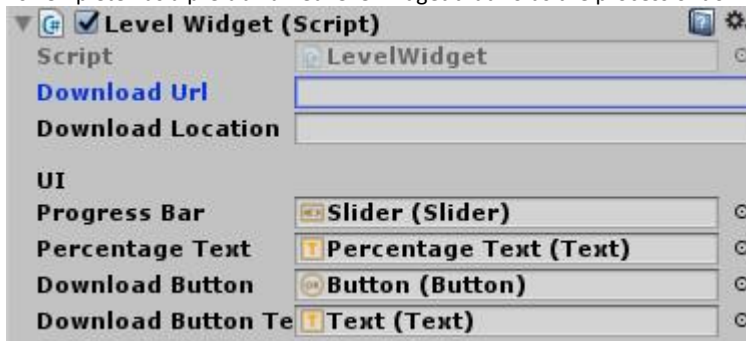 Level Widget (Script)
Script LevelWidget
Download Url
Download Location
UI
Progress Bar Slider (Slider)
Percentage Text Percentage Text (Text)
Download Button Button (Button)
Download Button Te Text (Text)